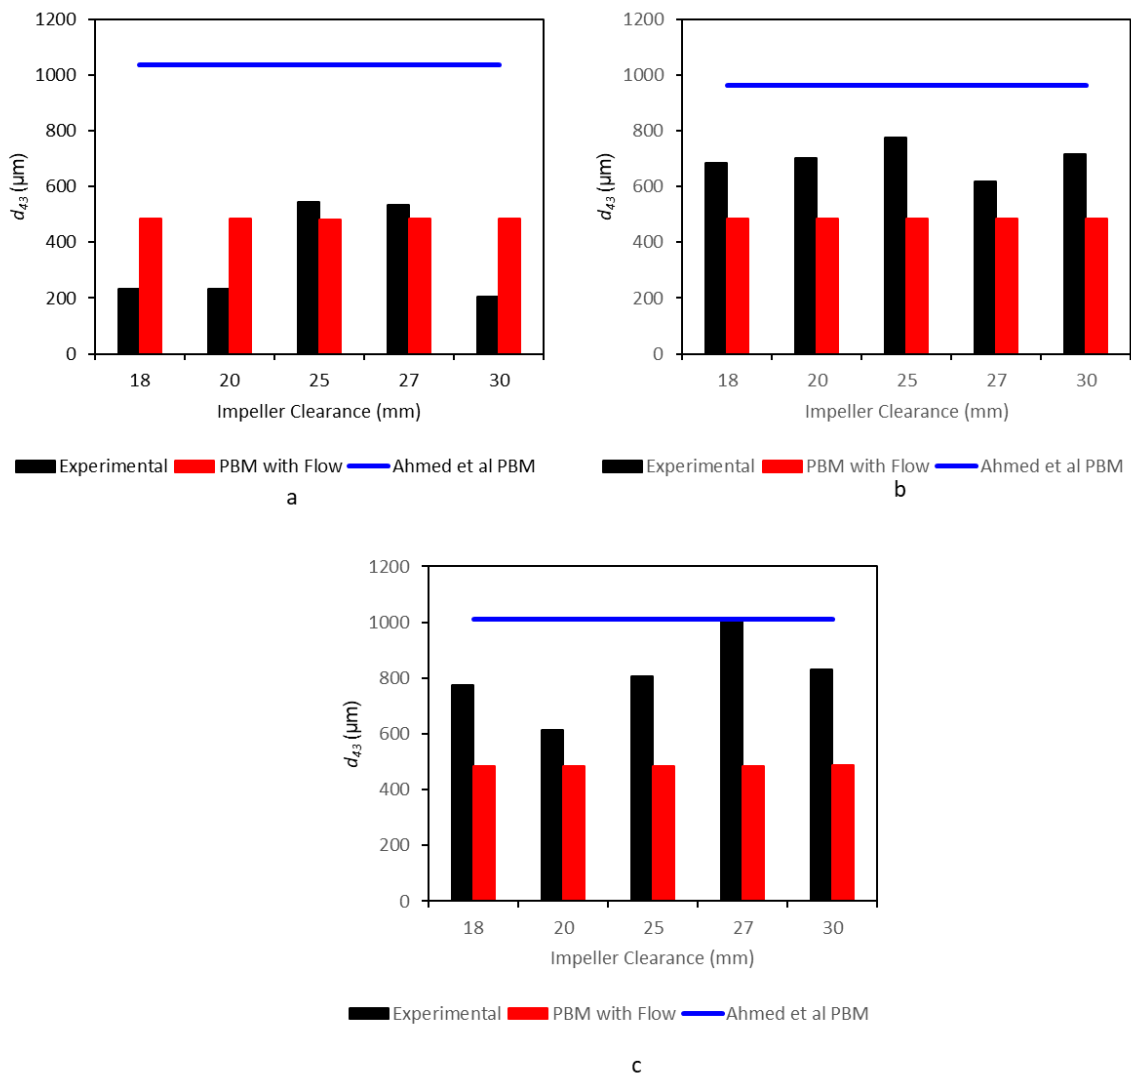 1200
1000
800
600
400
200
0
d43 (µm)
18 20 25 27 30
Impeller Clearance (mm)
Experimental PBM with Flow Ahmed et al PBM
a
1200
1000
800
600
400
200
0
d43 (µm)
18 20 25 27 30
Impeller Clearance (mm)
Experimental PBM with Flow Ahmed et al PBM
b
1200
1000
800
600
400
200
0
d43 (µm)
18 20 25 27 30
Impeller Clearance (mm)
Experimental PBM with Flow Ahmed et al PBM
c